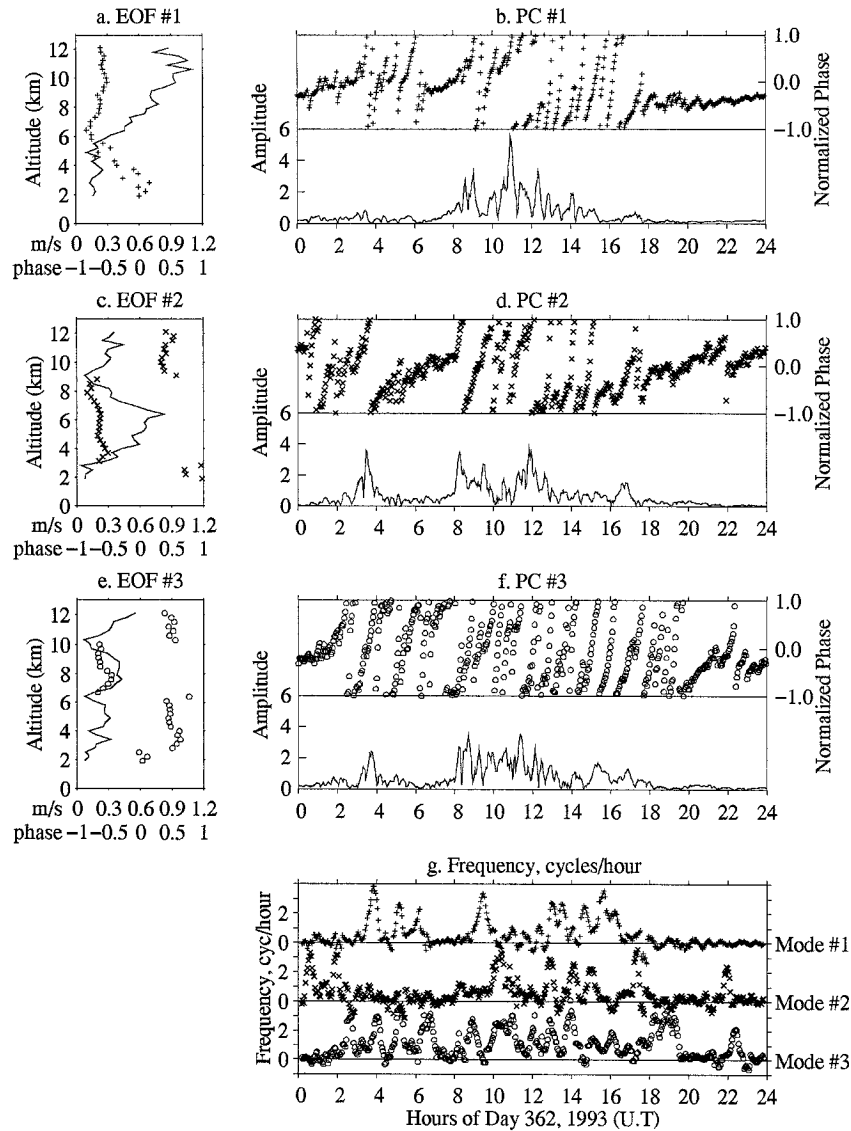 a. EOF #1
b. PC #1
12
10
8
6
4
2
0
Altitude (km)
m/s 0 0.3 0.6 0.9 1.2
phase −1 −0.5 0 0.5 1
Amplitude
6
4
2
0
1.0
0.0
−1.0
Normalized Phase
0 2 4 6 8 10 12 14 16 18 20 22 24
c. EOF #2
d. PC #2
12
10
8
6
4
2
0
Altitude (km)
m/s 0 0.3 0.6 0.9 1.2
phase −1 −0.5 0 0.5 1
Amplitude
6
4
2
0
1.0
0.0
−1.0
Normalized Phase
0 2 4 6 8 10 12 14 16 18 20 22 24
e. EOF #3
f. PC #3
12
10
8
6
4
2
0
Altitude (km)
m/s 0 0.3 0.6 0.9 1.2
phase −1 −0.5 0 0.5 1
Amplitude
6
4
2
0
1.0
0.0
−1.0
Normalized Phase
0 2 4 6 8 10 12 14 16 18 20 22 24
g. Frequency, cycles/hour
Frequency, cyc/hour
2
0
2
0
2
0
Mode #1
Mode #2
Mode #3
0 2 4 6 8 10 12 14 16 18 20 22 24
Hours of Day 362, 1993 (U.T)